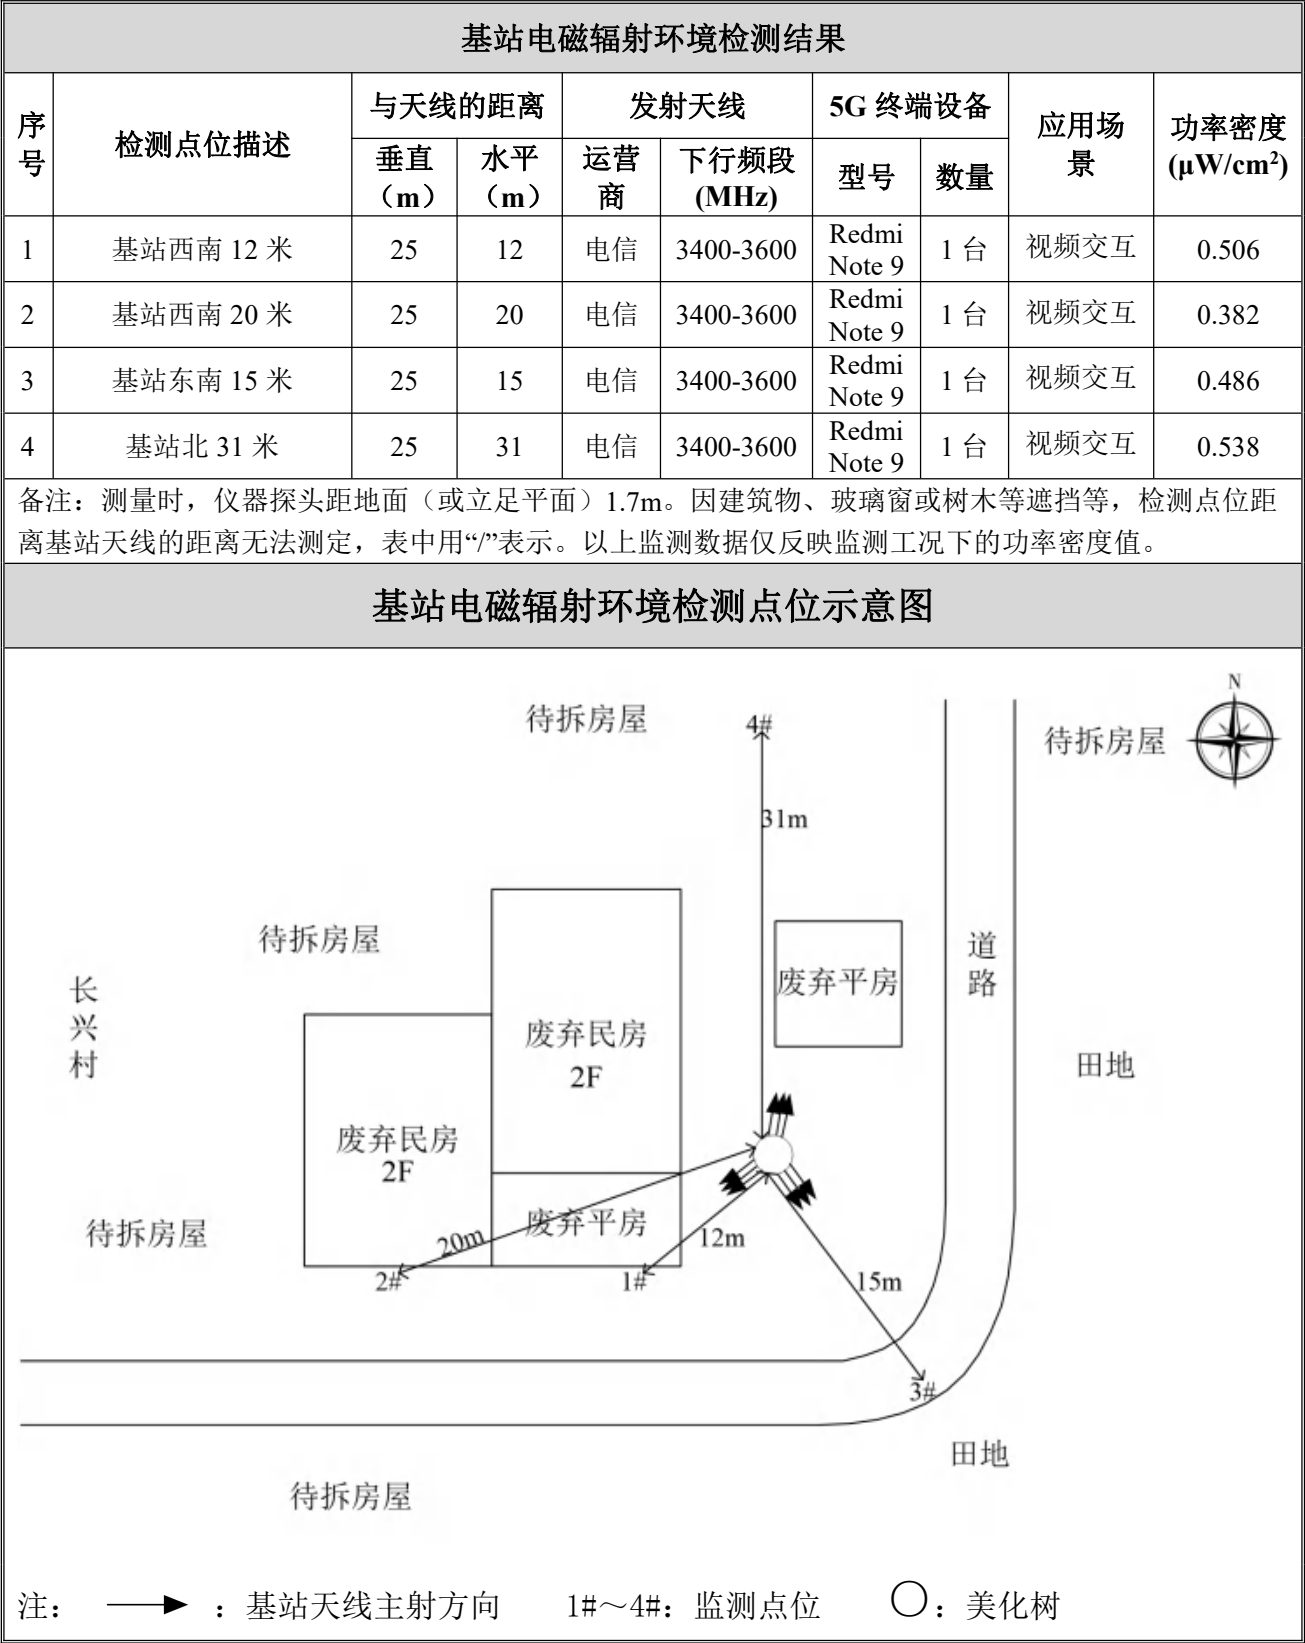 基站电磁辐射环境检测结果
序号 检测点位描述 与天线的距离 发射天线 5G 终端设备 应用场景 功率密度 (μW/cm²)
垂直（m） 水平（m） 运营商 下行频段 (MHz) 型号 数量
1 基站西南 12 米 25 12 电信 3400-3600 Redmi Note 9 1 台 视频交互 0.506
2 基站西南 20 米 25 20 电信 3400-3600 Redmi Note 9 1 台 视频交互 0.382
3 基站东南 15 米 25 15 电信 3400-3600 Redmi Note 9 1 台 视频交互 0.486
4 基站北 31 米 25 31 电信 3400-3600 Redmi Note 9 1 台 视频交互 0.538
备注：测量时，仪器探头距地面（或立足平面）1.7m。因建筑物、玻璃窗或树木等遮挡等，检测点位距
离基站天线的距离无法测定，表中用“/”表示。以上监测数据仅反映监测工况下的功率密度值。
基站电磁辐射环境检测点位示意图
N
待拆房屋
4#
待拆房屋
31m
待拆房屋
道路
废弃平房
长兴村
废弃民房
2F
田地
废弃民房
2F
待拆房屋
20m
废弃平房
12m
2#
1#
15m
3#
田地
待拆房屋
注： ：基站天线主射方向 1#～4#：监测点位 ：美化树